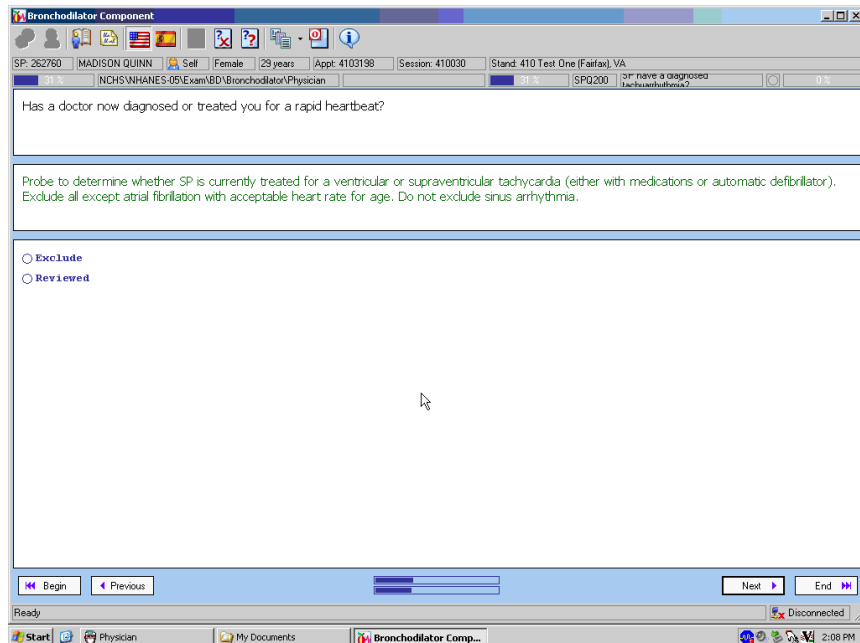 Bronchodilator Component
SP: 262760 MADISON QUINN Self Female 29 years Appt: 4103198 Session: 410030 Stand: 410 Test One (Fairfax), VA
31 % NCHS\NHANES-05\Exam\BD\Bronchodilator\Physician 31 % SPQ200 SP have a diagnosed 0 %
tachyarrhythmia?
Has a doctor now diagnosed or treated you for a rapid heartbeat?
Probe to determine whether SP is currently treated for a ventricular or supraventricular tachycardia (either with medications or automatic defibrillator).
Exclude all except atrial fibrillation with acceptable heart rate for age. Do not exclude sinus arrhythmia.
Exclude
Reviewed
Begin Previous Next End
Ready Disconnected
Start Physician My Documents Bronchodilator Comp... 2:08 PM